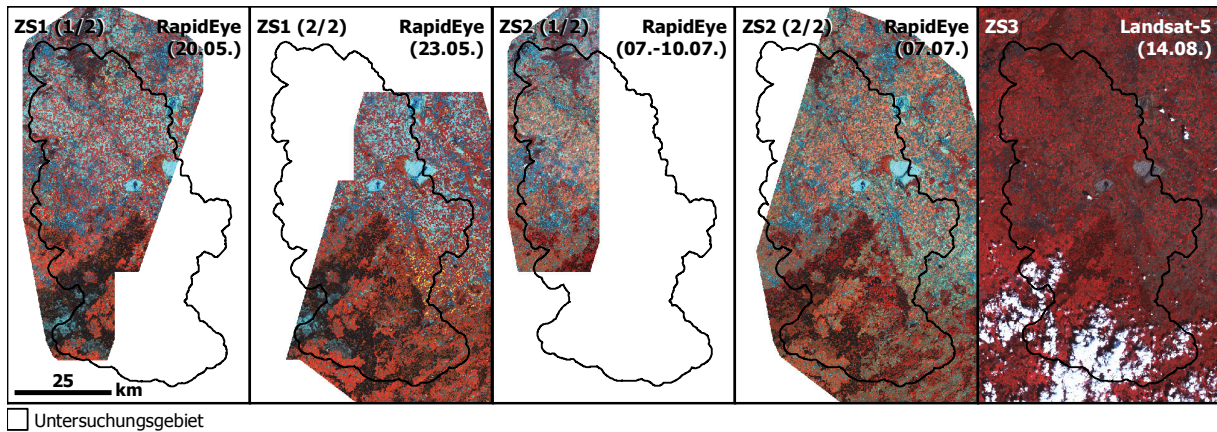 ZS1 (1/2)
RapidEye
(20.05.)
ZS1 (2/2)
RapidEye
(23.05.)
ZS2 (1/2)
RapidEye
(07.-10.07.)
ZS2 (2/2)
RapidEye
(07.07.)
ZS3
Landsat-5
(14.08.)
25
km
Untersuchungsgebiet